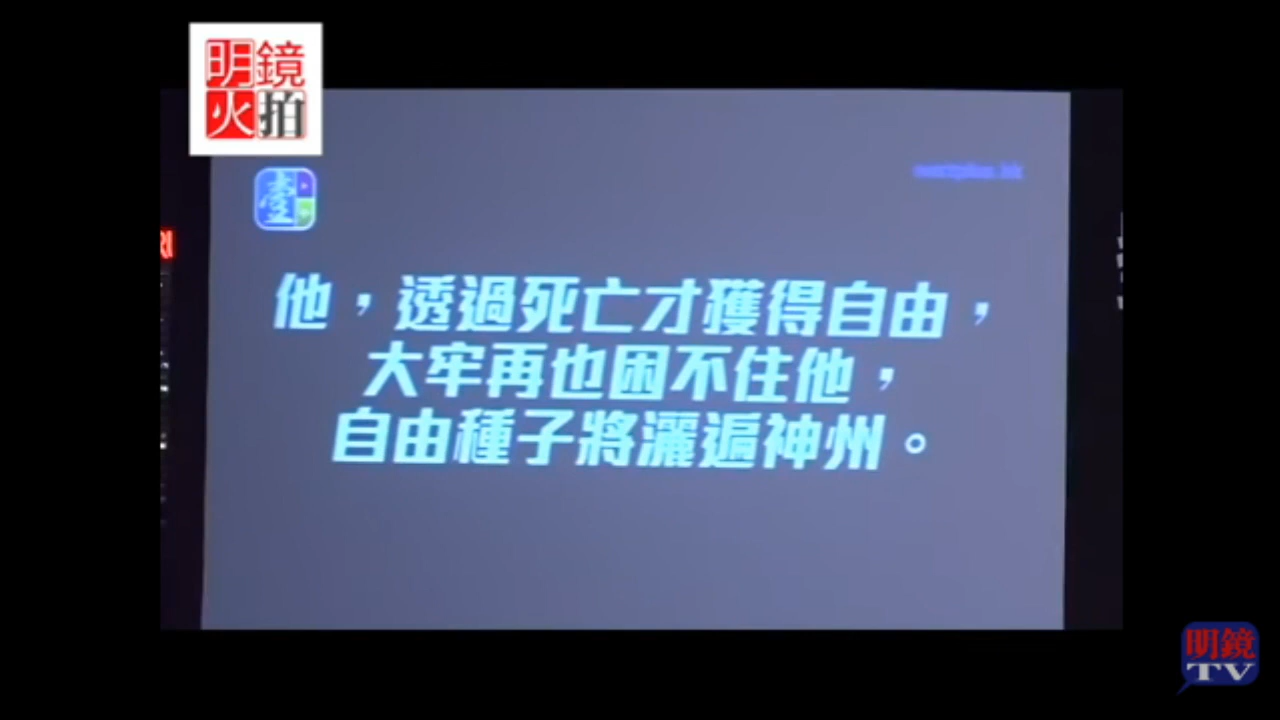 明鏡
火拍
壹
他，透過死亡才獲得自由，
大牢再也困不住他，
自由種子將灑遍神州。
明鏡
TV